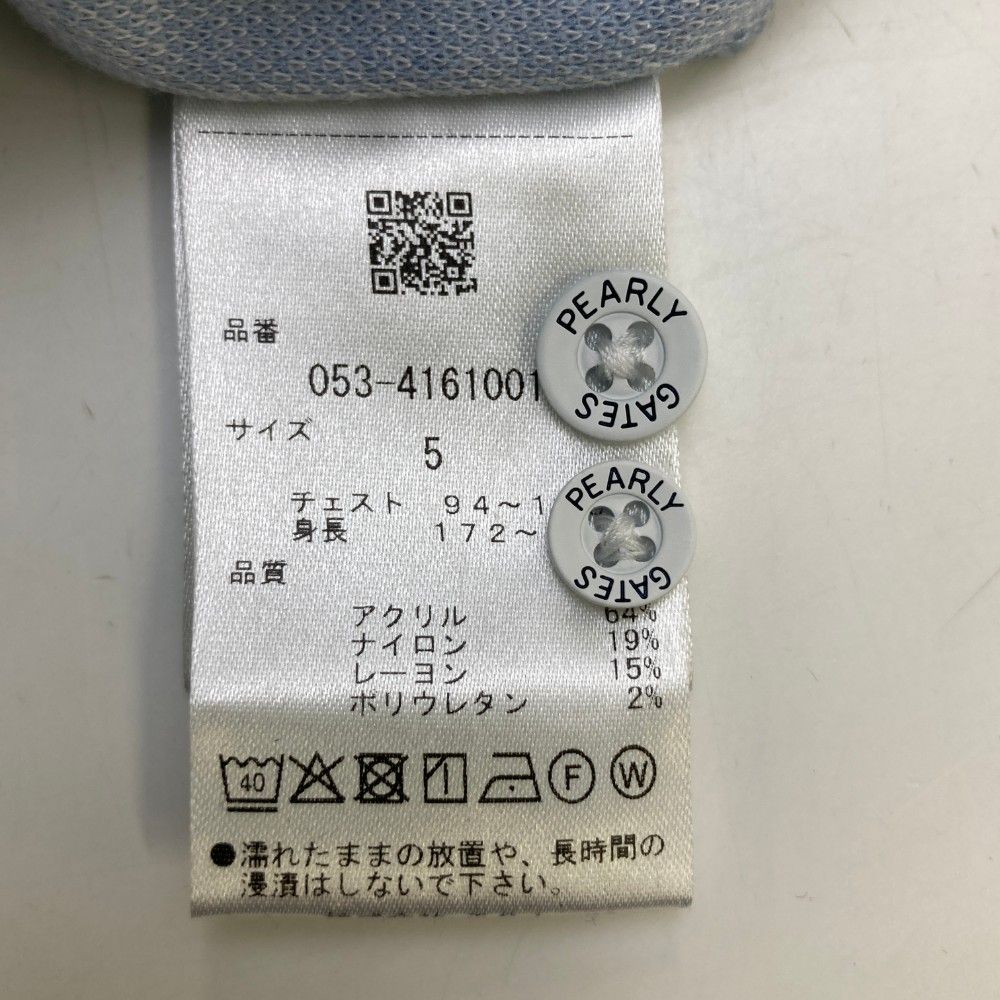 品番
053-4161001
サイズ
5
チェスト 94～1
身長 172～
品質
アクリル 64%
ナイロン 19%
レーヨン 15%
ポリウレタン 2%
40
F
W
●濡れたままの放置や、長時間の
浸漬はしないで下さい。
PEARLY
GATES
PEARLY
GATES